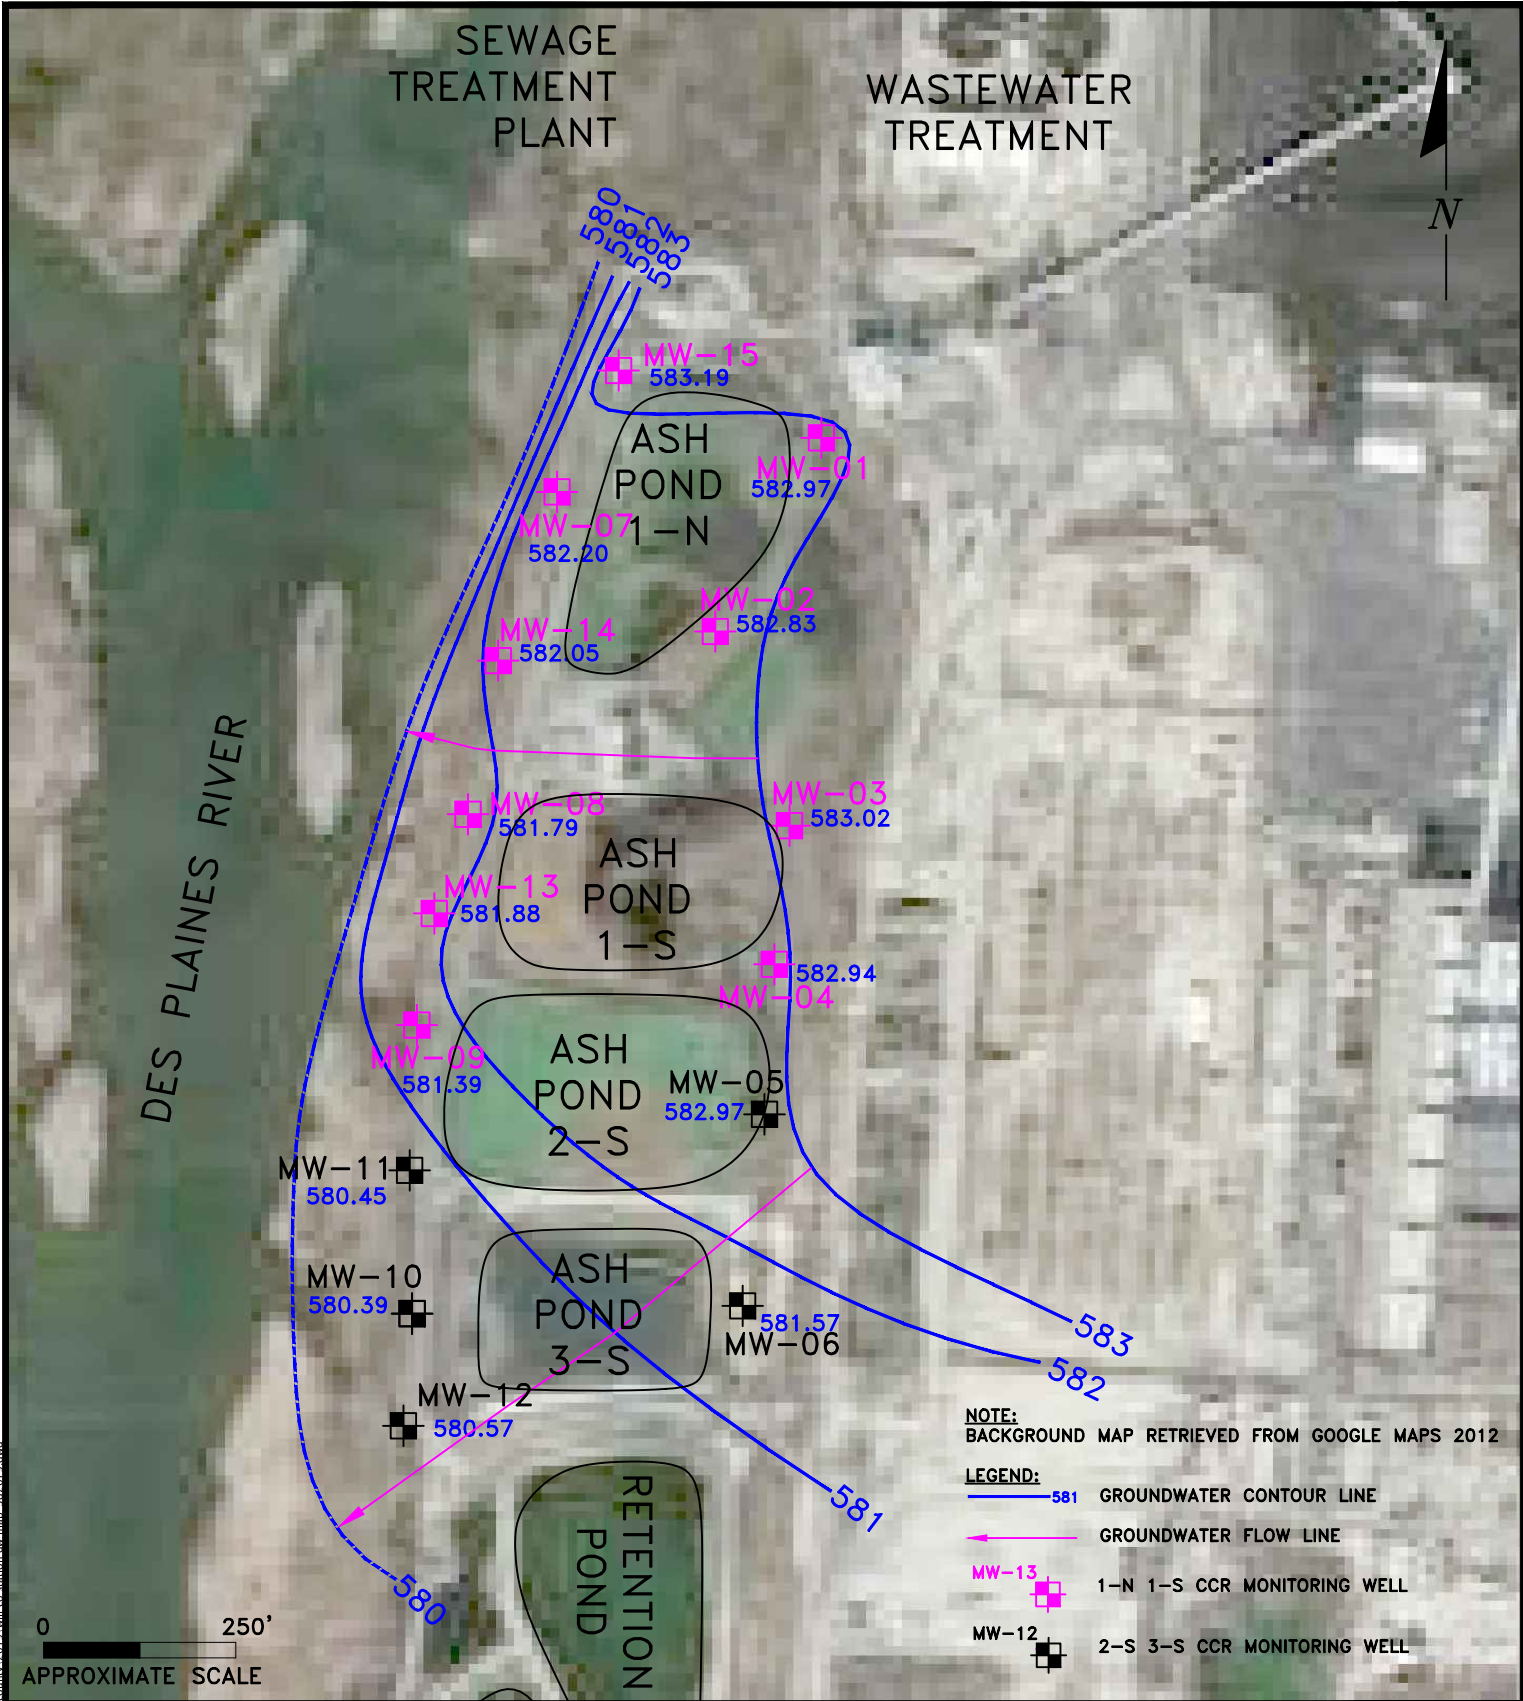 SEWAGE
TREATMENT
PLANT
WASTEWATER
TREATMENT
N
580
581
582
583
MW-15
583.19
ASH
POND
1-N
MW-01
582.97
MW-07
582.20
MW-02
582.83
MW-14
582.05
DES PLAINES RIVER
MW-08
581.79
MW-03
583.02
ASH
POND
1-S
MW-13
581.88
582.94
MW-04
MW-09
581.39
ASH
POND
2-S
MW-05
582.97
MW-11
580.45
MW-10
580.39
ASH
POND
3-S
581.57
MW-06
583
582
MW-12
580.57
581
580
RETENTION
POND
NOTE:
BACKGROUND MAP RETRIEVED FROM GOOGLE MAPS 2012
LEGEND:
581 GROUNDWATER CONTOUR LINE
GROUNDWATER FLOW LINE
MW-13
1-N 1-S CCR MONITORING WELL
MW-12
2-S 3-S CCR MONITORING WELL
0 250'
APPROXIMATE SCALE